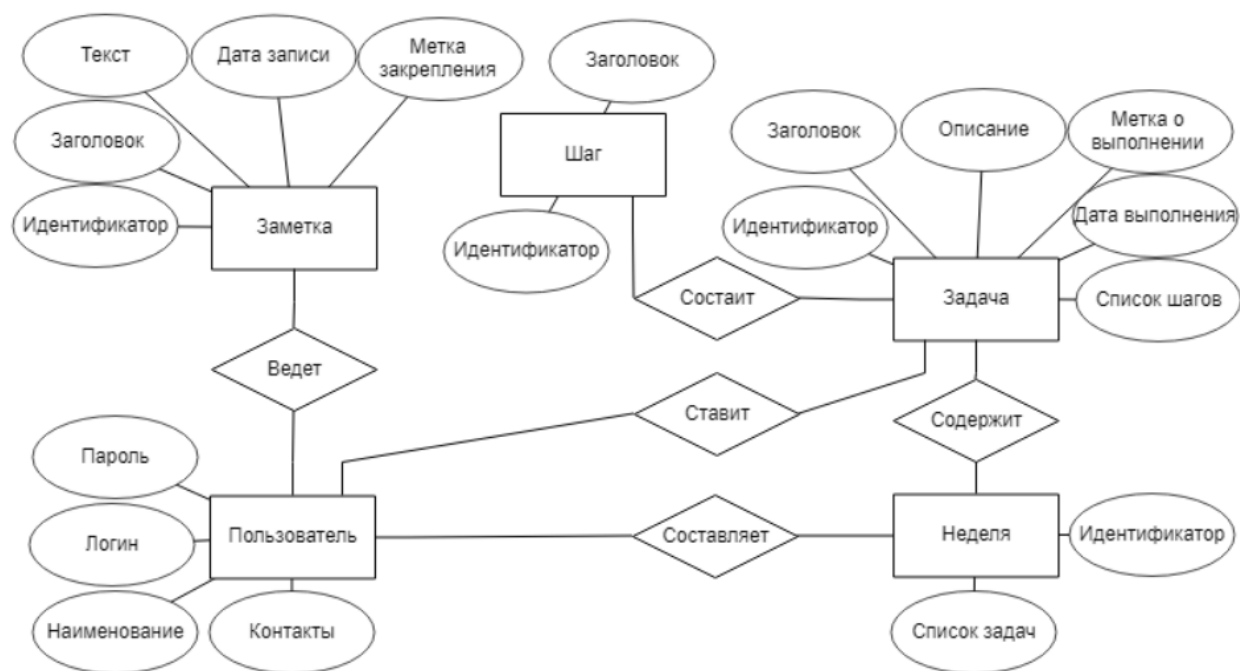 Текст
Дата записи
Метка
закрепления
Заголовок
Заголовок
Описание
Метка о
выполнении
Заголовок
Шаг
Дата выполнения
Идентификатор
Заметка
Идентификатор
Идентификатор
Состаит
Задача
Список шагов
Ведет
Ставит
Содержит
Пароль
Логин
Пользователь
Составляет
Неделя
Идентификатор
Наименование
Контакты
Список задач